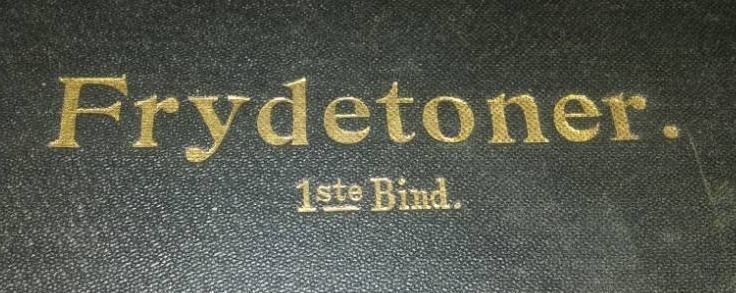 Frydetoner.
1ste Bind.